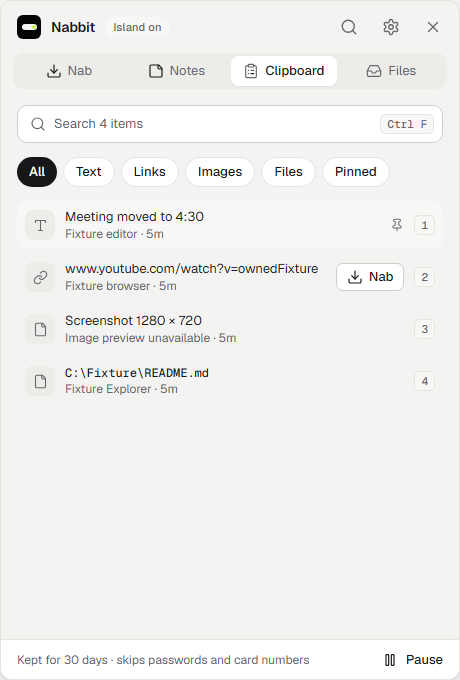 Nabbit Island on
Nab Notes Clipboard Files
Search 4 items Ctrl F
All Text Links Images Files Pinned
Meeting moved to 4:30
Fixture editor · 5m
1
www.youtube.com/watch?v=ownedFixture
Fixture browser · 5m
Nab 2
Screenshot 1280 × 720
Image preview unavailable · 5m
3
C:\Fixture\README.md
Fixture Explorer · 5m
4
Kept for 30 days · skips passwords and card numbers Pause